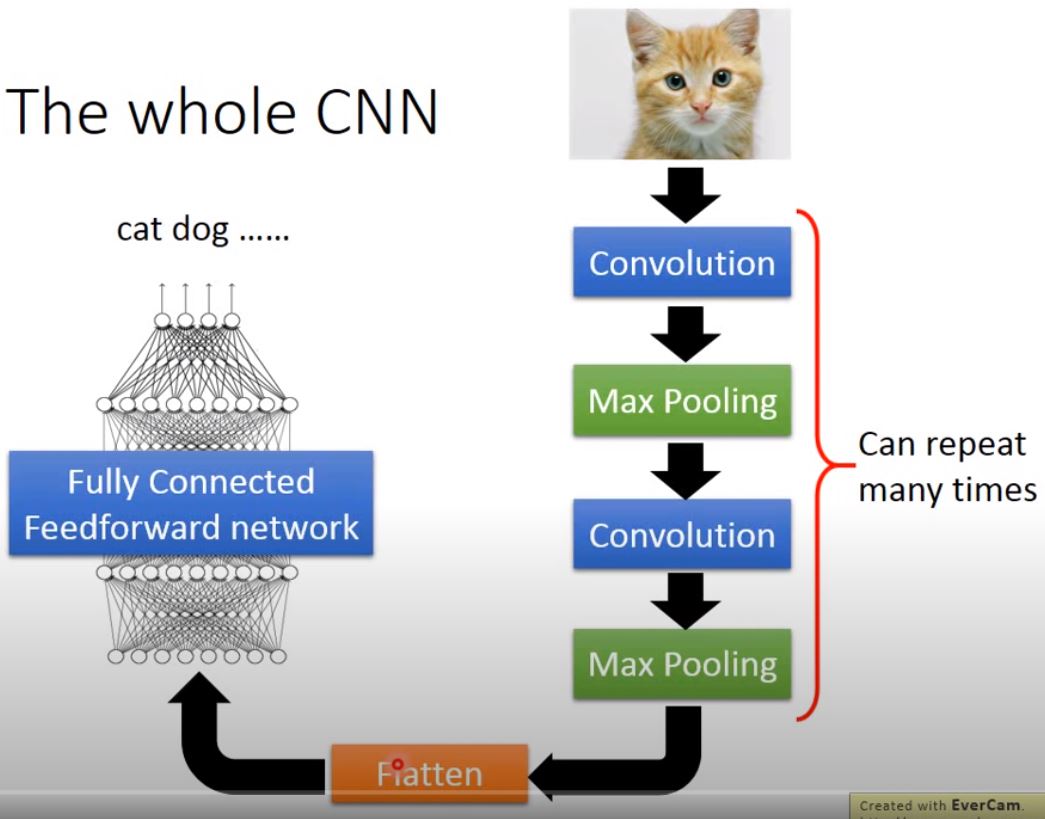 The whole CNN
cat dog ......
Convolution
Max Pooling
Convolution
Max Pooling
Can repeat
many times
Flatten
Fully Connected
Feedforward network
Created with EverCam.